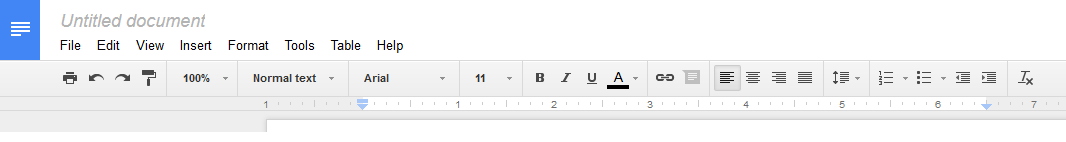 Untitled document
File Edit View Insert Format Tools Table Help
100% Normal text Arial 11 B I U A
1 1 2 3 4 5 6 7